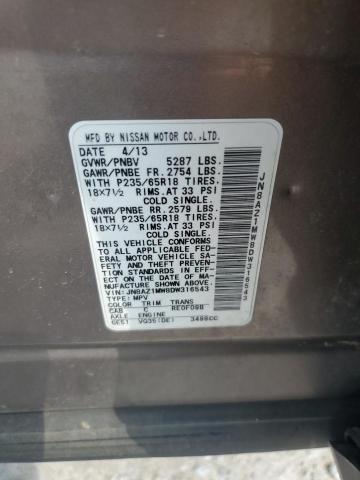 MFD BY NISSAN MOTOR CO.,LTD.
DATE 4/13
GVWR/PNBV 5287 LBS.
GAWR/PNBE FR. 2754 LBS.
WITH P235/65R18 TIRES,
18X7½ RIMS.AT 33 PSI
COLD SINGLE.
GAWR/PNBE RR. 2579 LBS.
WITH P235/65R18 TIRES,
18X7½ RIMS.AT 33 PSI
COLD SINGLE.
THIS VEHICLE CONFORMS TO
ALL APPLICABLE FED-
ERAL MOTOR VEHICLE SA-
FETY AND THEFT PREVEN-
TION STANDARDS IN EFF-
ECT ON THE DATE OF MA-
NUFACTURE SHOWN ABOVE.
VIN: JN8AZ1MW8DW316543
TYPE: MPV
COLOR TRIM TRANS
CAB C RE0F09B
AXLE ENGINE
GE51 VQ35(DE) 3498CC
JN8AZ1MW8DW316543